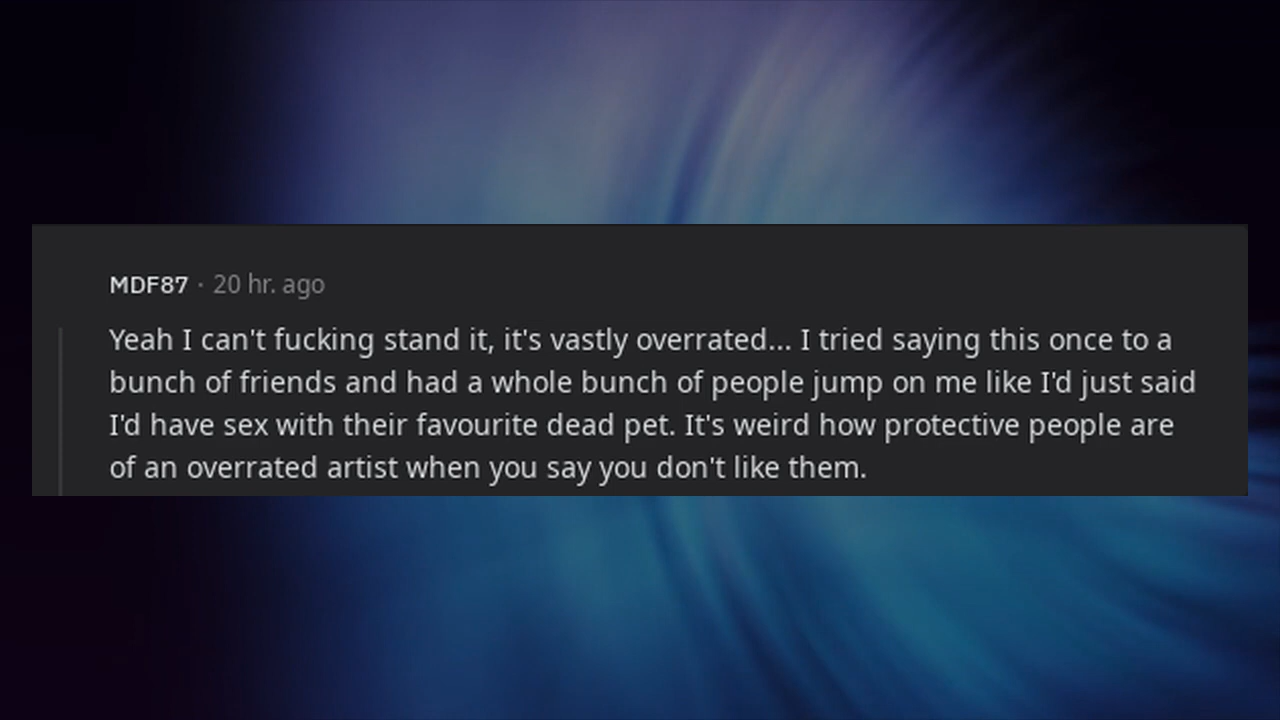 MDF87 · 20 hr. ago
Yeah I can't fucking stand it, it's vastly overrated... I tried saying this once to a
bunch of friends and had a whole bunch of people jump on me like I'd just said
I'd have sex with their favourite dead pet. It's weird how protective people are
of an overrated artist when you say you don't like them.